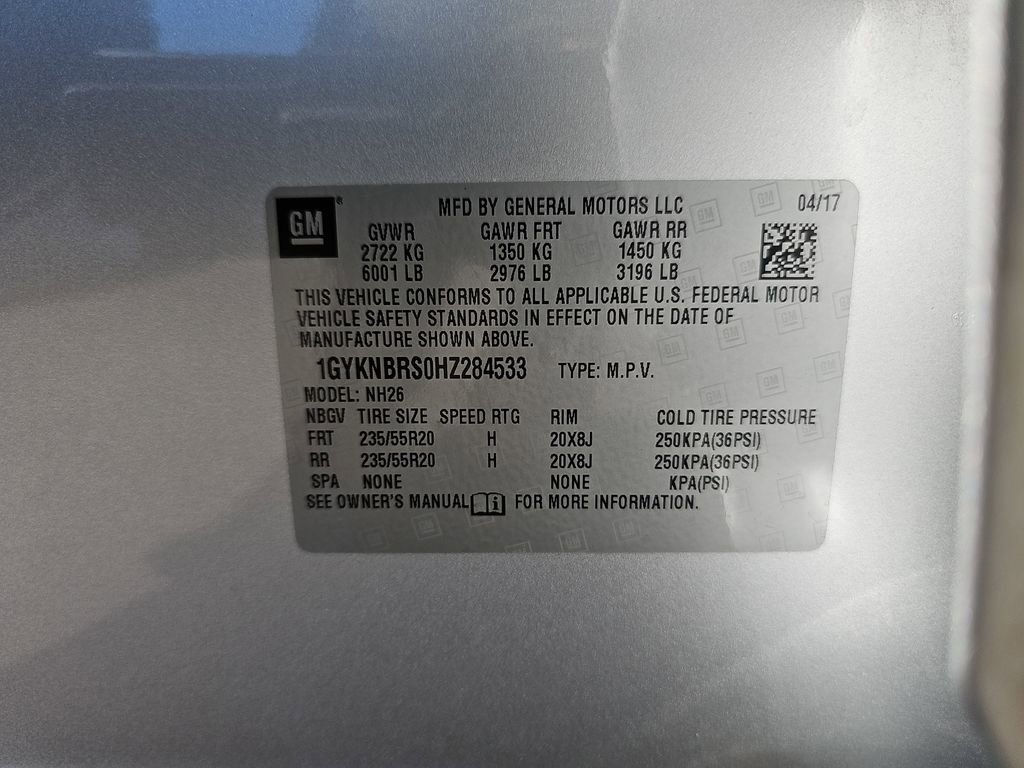 GM
MFD BY GENERAL MOTORS LLC 04/17
GVWR GAWR FRT GAWR RR
2722 KG 1350 KG 1450 KG
6001 LB 2976 LB 3196 LB
THIS VEHICLE CONFORMS TO ALL APPLICABLE U.S. FEDERAL MOTOR
VEHICLE SAFETY STANDARDS IN EFFECT ON THE DATE OF
MANUFACTURE SHOWN ABOVE.
1GYKNBRS0HZ284533 TYPE: M.P.V.
MODEL: NH26
NBGV TIRE SIZE SPEED RTG RIM COLD TIRE PRESSURE
FRT 235/55R20 H 20X8J 250KPA(36PSI)
RR 235/55R20 H 20X8J 250KPA(36PSI)
SPA NONE NONE KPA(PSI)
SEE OWNER'S MANUAL i FOR MORE INFORMATION.